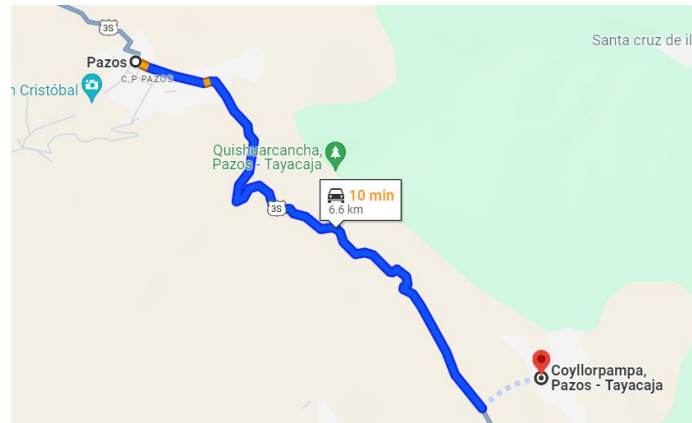 3S
Pazos
C.P PAZOS
n Cristóbal
Santa cruz de il
Quishuarcancha,
Pazos - Tayacaja
10 min
6.6 km
3S
Coyllorpampa,
Pazos - Tayacaja